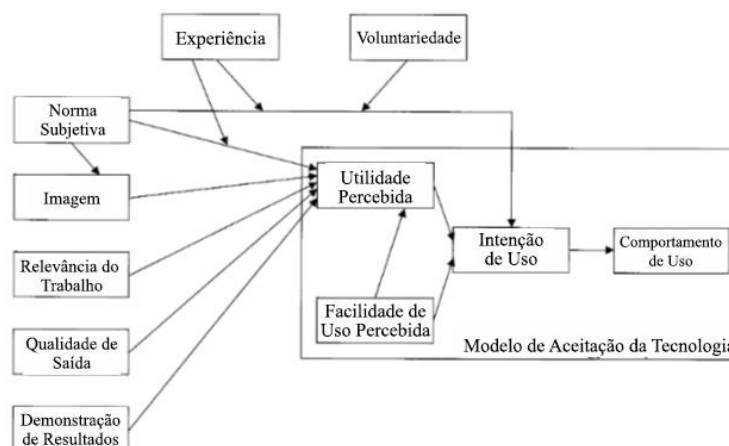 Experiência
Voluntariedade
Norma
Subjetiva
Imagem
Utilidade
Percebida
Relevância do
Trabalho
Intenção
de Uso
Comportamento
de Uso
Facilidade de
Uso Percebida
Qualidade de
Saída
Modelo de Aceitação da Tecnologia
Demonstração
de Resultados